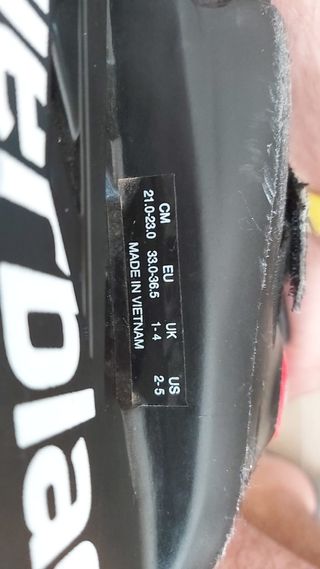 erbla
CM EU UK US
21.0-23.0 33.0-36.5 1-4 2-5
MADE IN VIETNAM